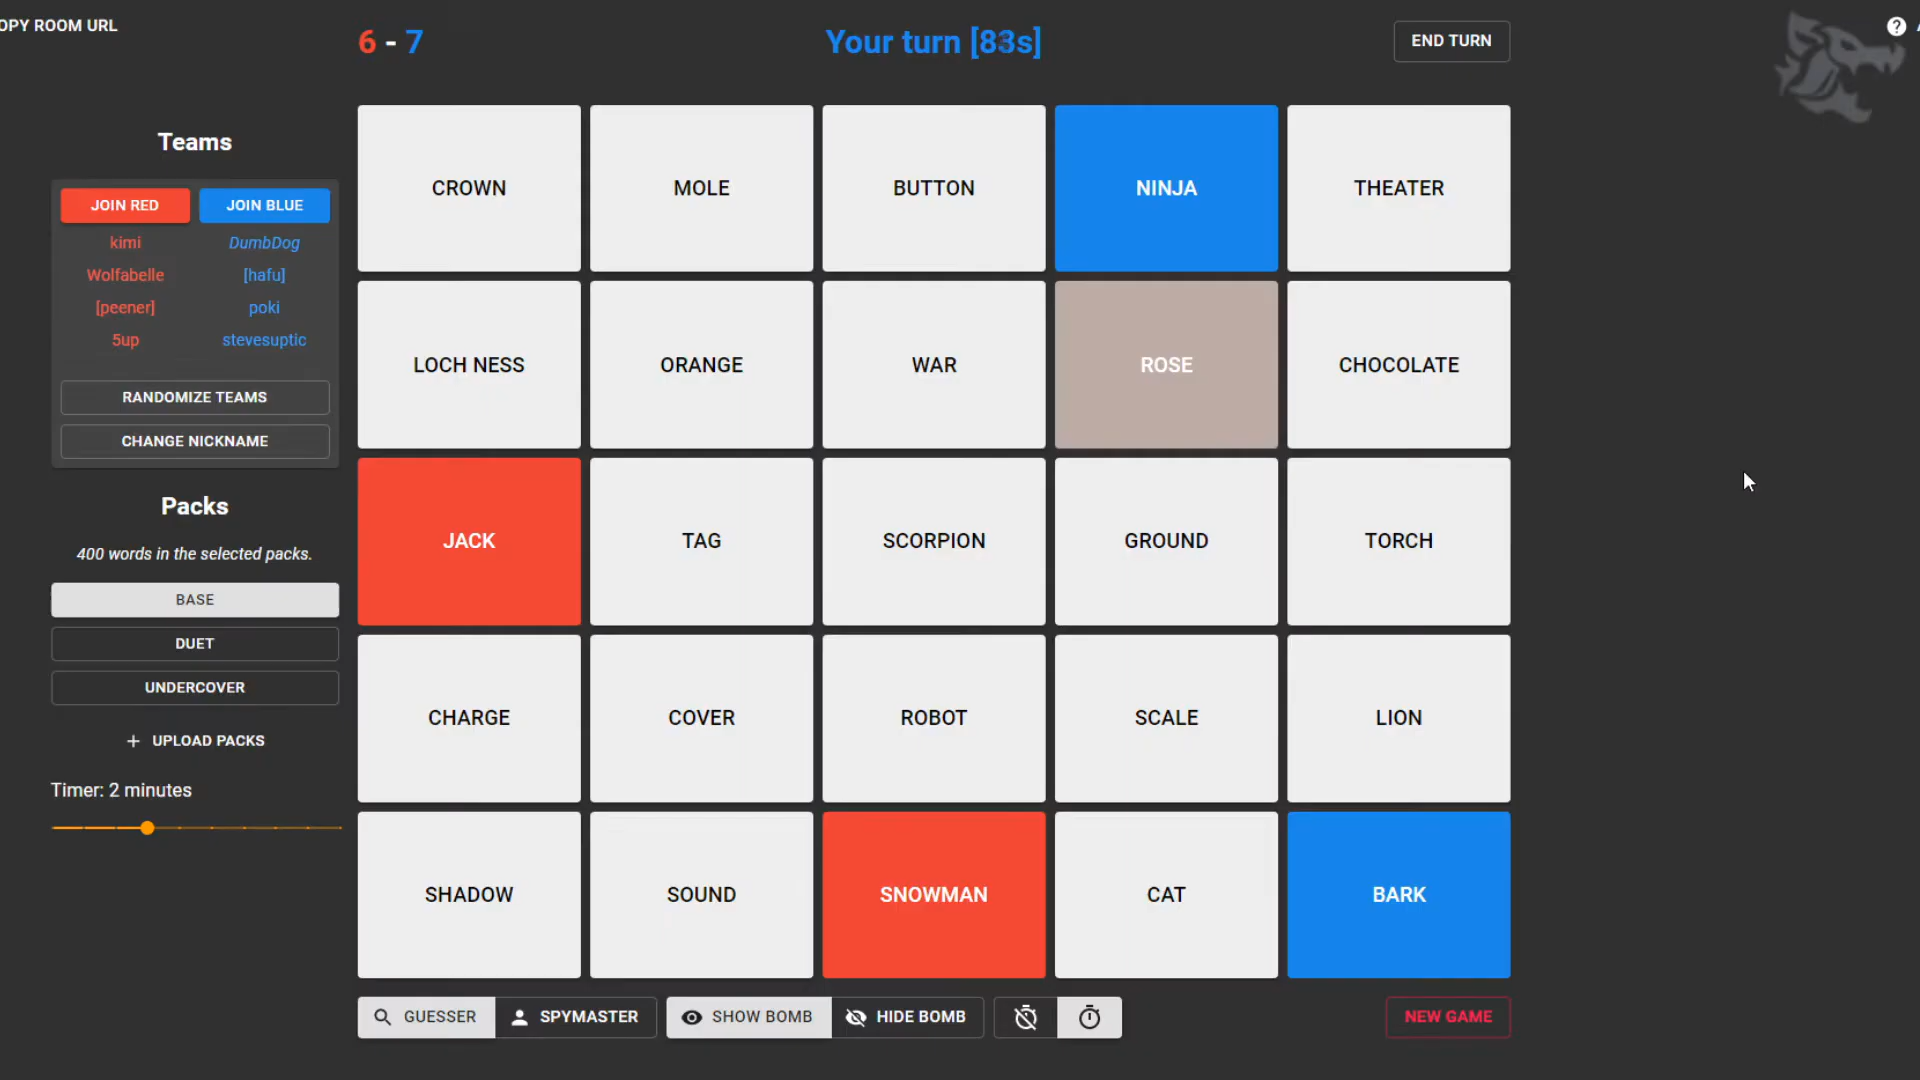 OPY ROOM URL
6 - 7
Your turn [83s]
END TURN
?
Teams
JOIN RED
JOIN BLUE
kimi
DumbDog
Wolfabelle
[hafu]
[peener]
poki
5up
stevesuptic
RANDOMIZE TEAMS
CHANGE NICKNAME
Packs
400 words in the selected packs.
BASE
DUET
UNDERCOVER
+ UPLOAD PACKS
Timer: 2 minutes
CROWN
MOLE
BUTTON
NINJA
THEATER
LOCH NESS
ORANGE
WAR
ROSE
CHOCOLATE
JACK
TAG
SCORPION
GROUND
TORCH
CHARGE
COVER
ROBOT
SCALE
LION
SHADOW
SOUND
SNOWMAN
CAT
BARK
GUESSER
SPYMASTER
SHOW BOMB
HIDE BOMB
NEW GAME